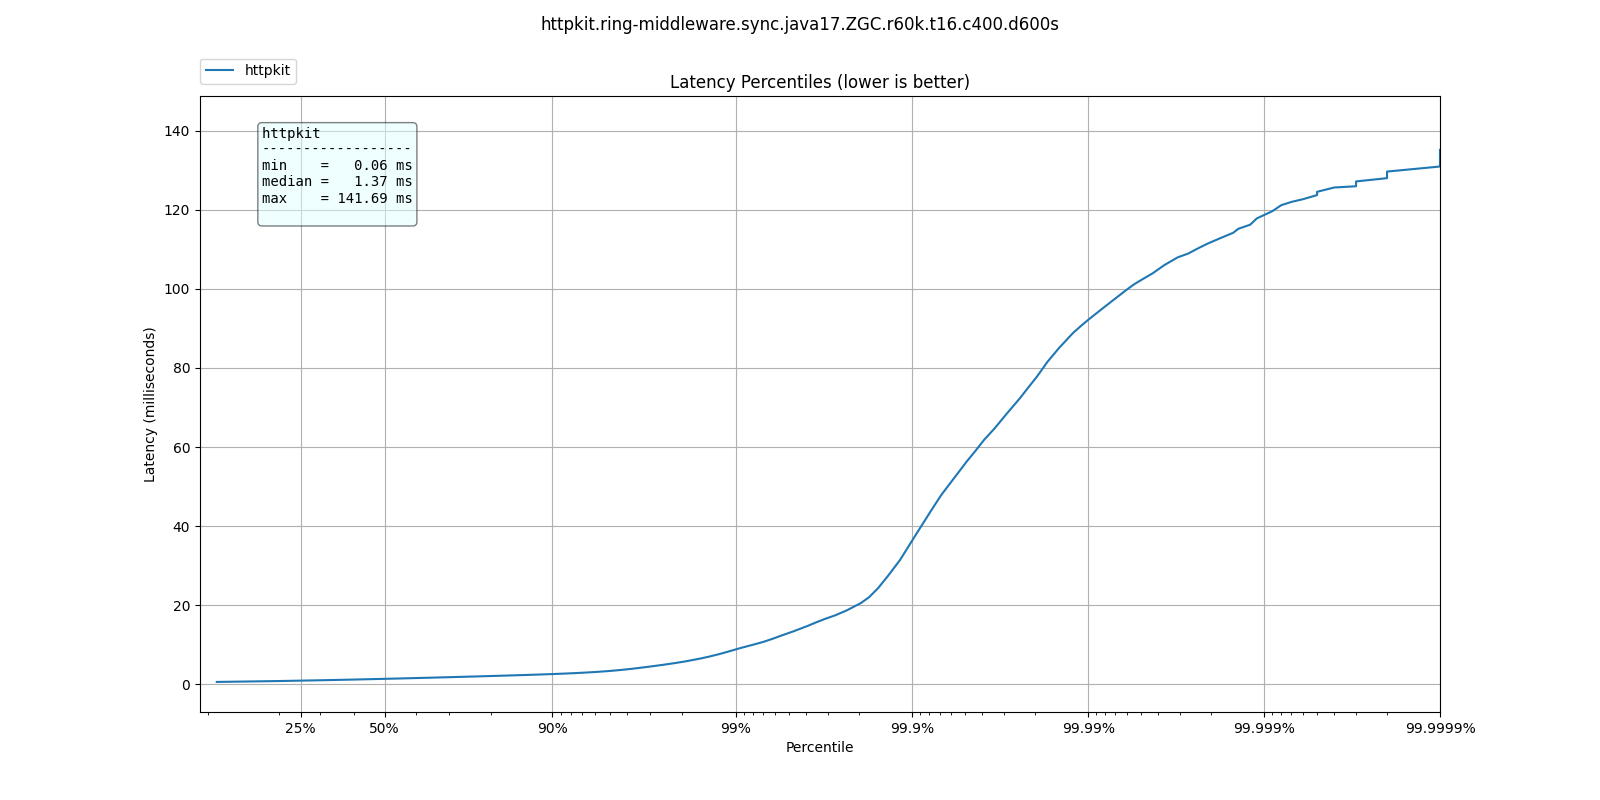 httpkit.ring-middleware.sync.java17.ZGC.r60k.t16.c400.d600s
httpkit
Latency Percentiles (lower is better)
httpkit
------------------
min    =   0.06 ms
median =   1.37 ms
max    = 141.69 ms
140
120
100
80
60
40
20
0
Latency (milliseconds)
25% 50% 90% 99% 99.9% 99.99% 99.999% 99.9999%
Percentile